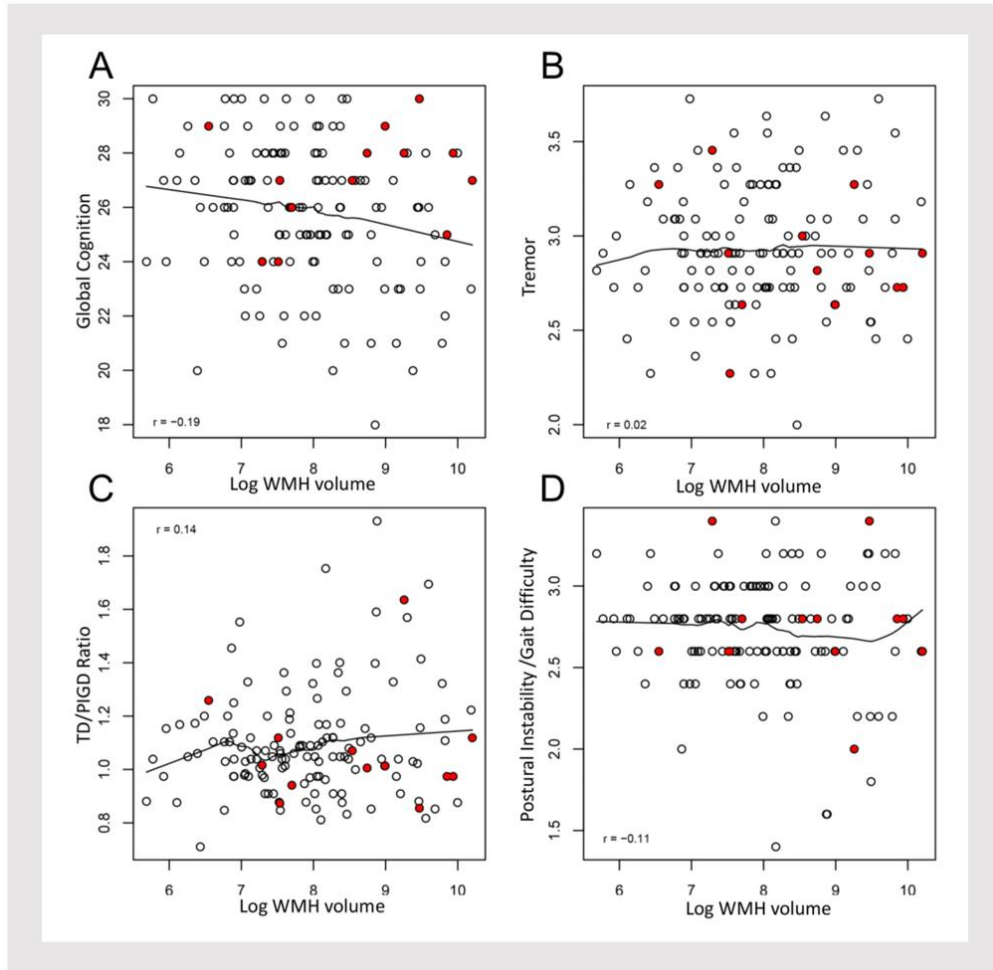 A
Global Cognition
30
28
26
24
22
20
18
r = −0.19
6 7 8 9 10
Log WMH volume
B
Tremor
3.5
3.0
2.5
2.0
r = 0.02
6 7 8 9 10
Log WMH volume
C
TD/PIGD Ratio
1.8
1.6
1.4
1.2
1.0
0.8
r = 0.14
6 7 8 9 10
Log WMH volume
D
Postural Instability /Gait Difficulty
3.0
2.5
2.0
1.5
r = −0.11
6 7 8 9 10
Log WMH volume